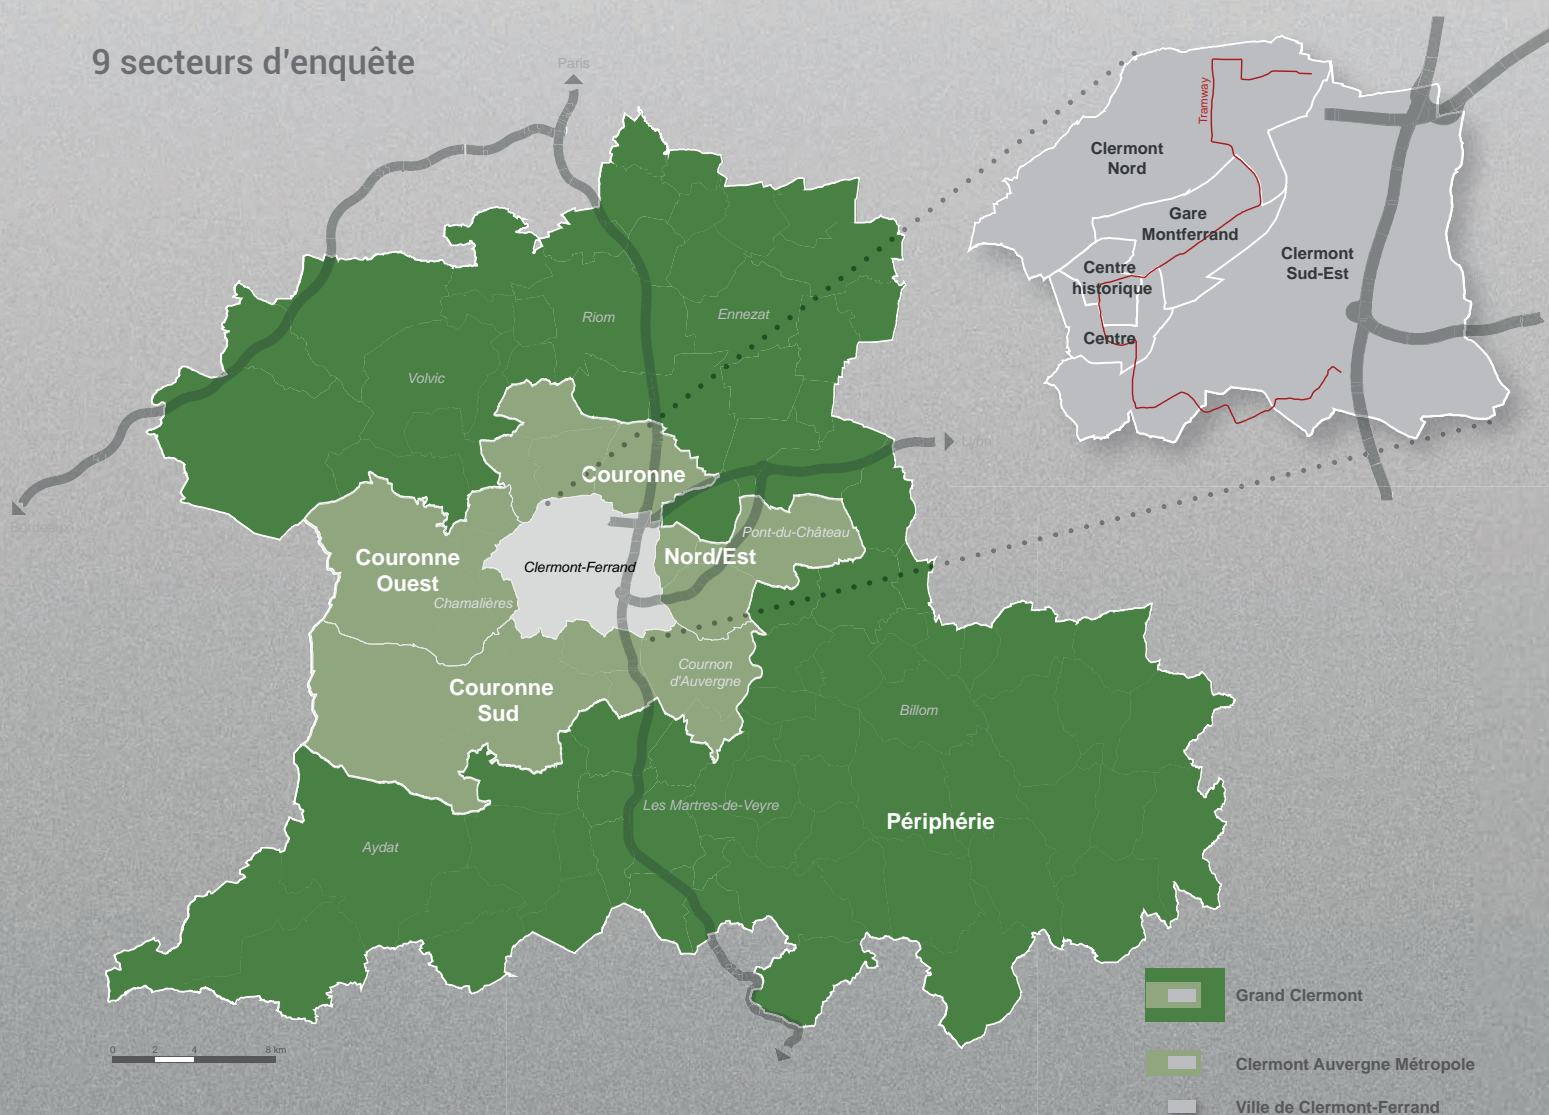 9 secteurs d'enquête
Paris
Tramway
Clermont
Nord
Gare
Montferrand
Clermont
Sud-Est
Centre
historique
Centre
Riom
Ennezat
Volvic
Lyon
Couronne
Pont-du-Château
Nord/Est
Couronne
Ouest
Clermont-Ferrand
Chamalières
Cournon
d'Auvergne
Couronne
Sud
Billom
Les Martres-de-Veyre
Périphérie
Aydat
Grand Clermont
0 2 4 8 km
Clermont Auvergne Métropole
Ville de Clermont-Ferrand